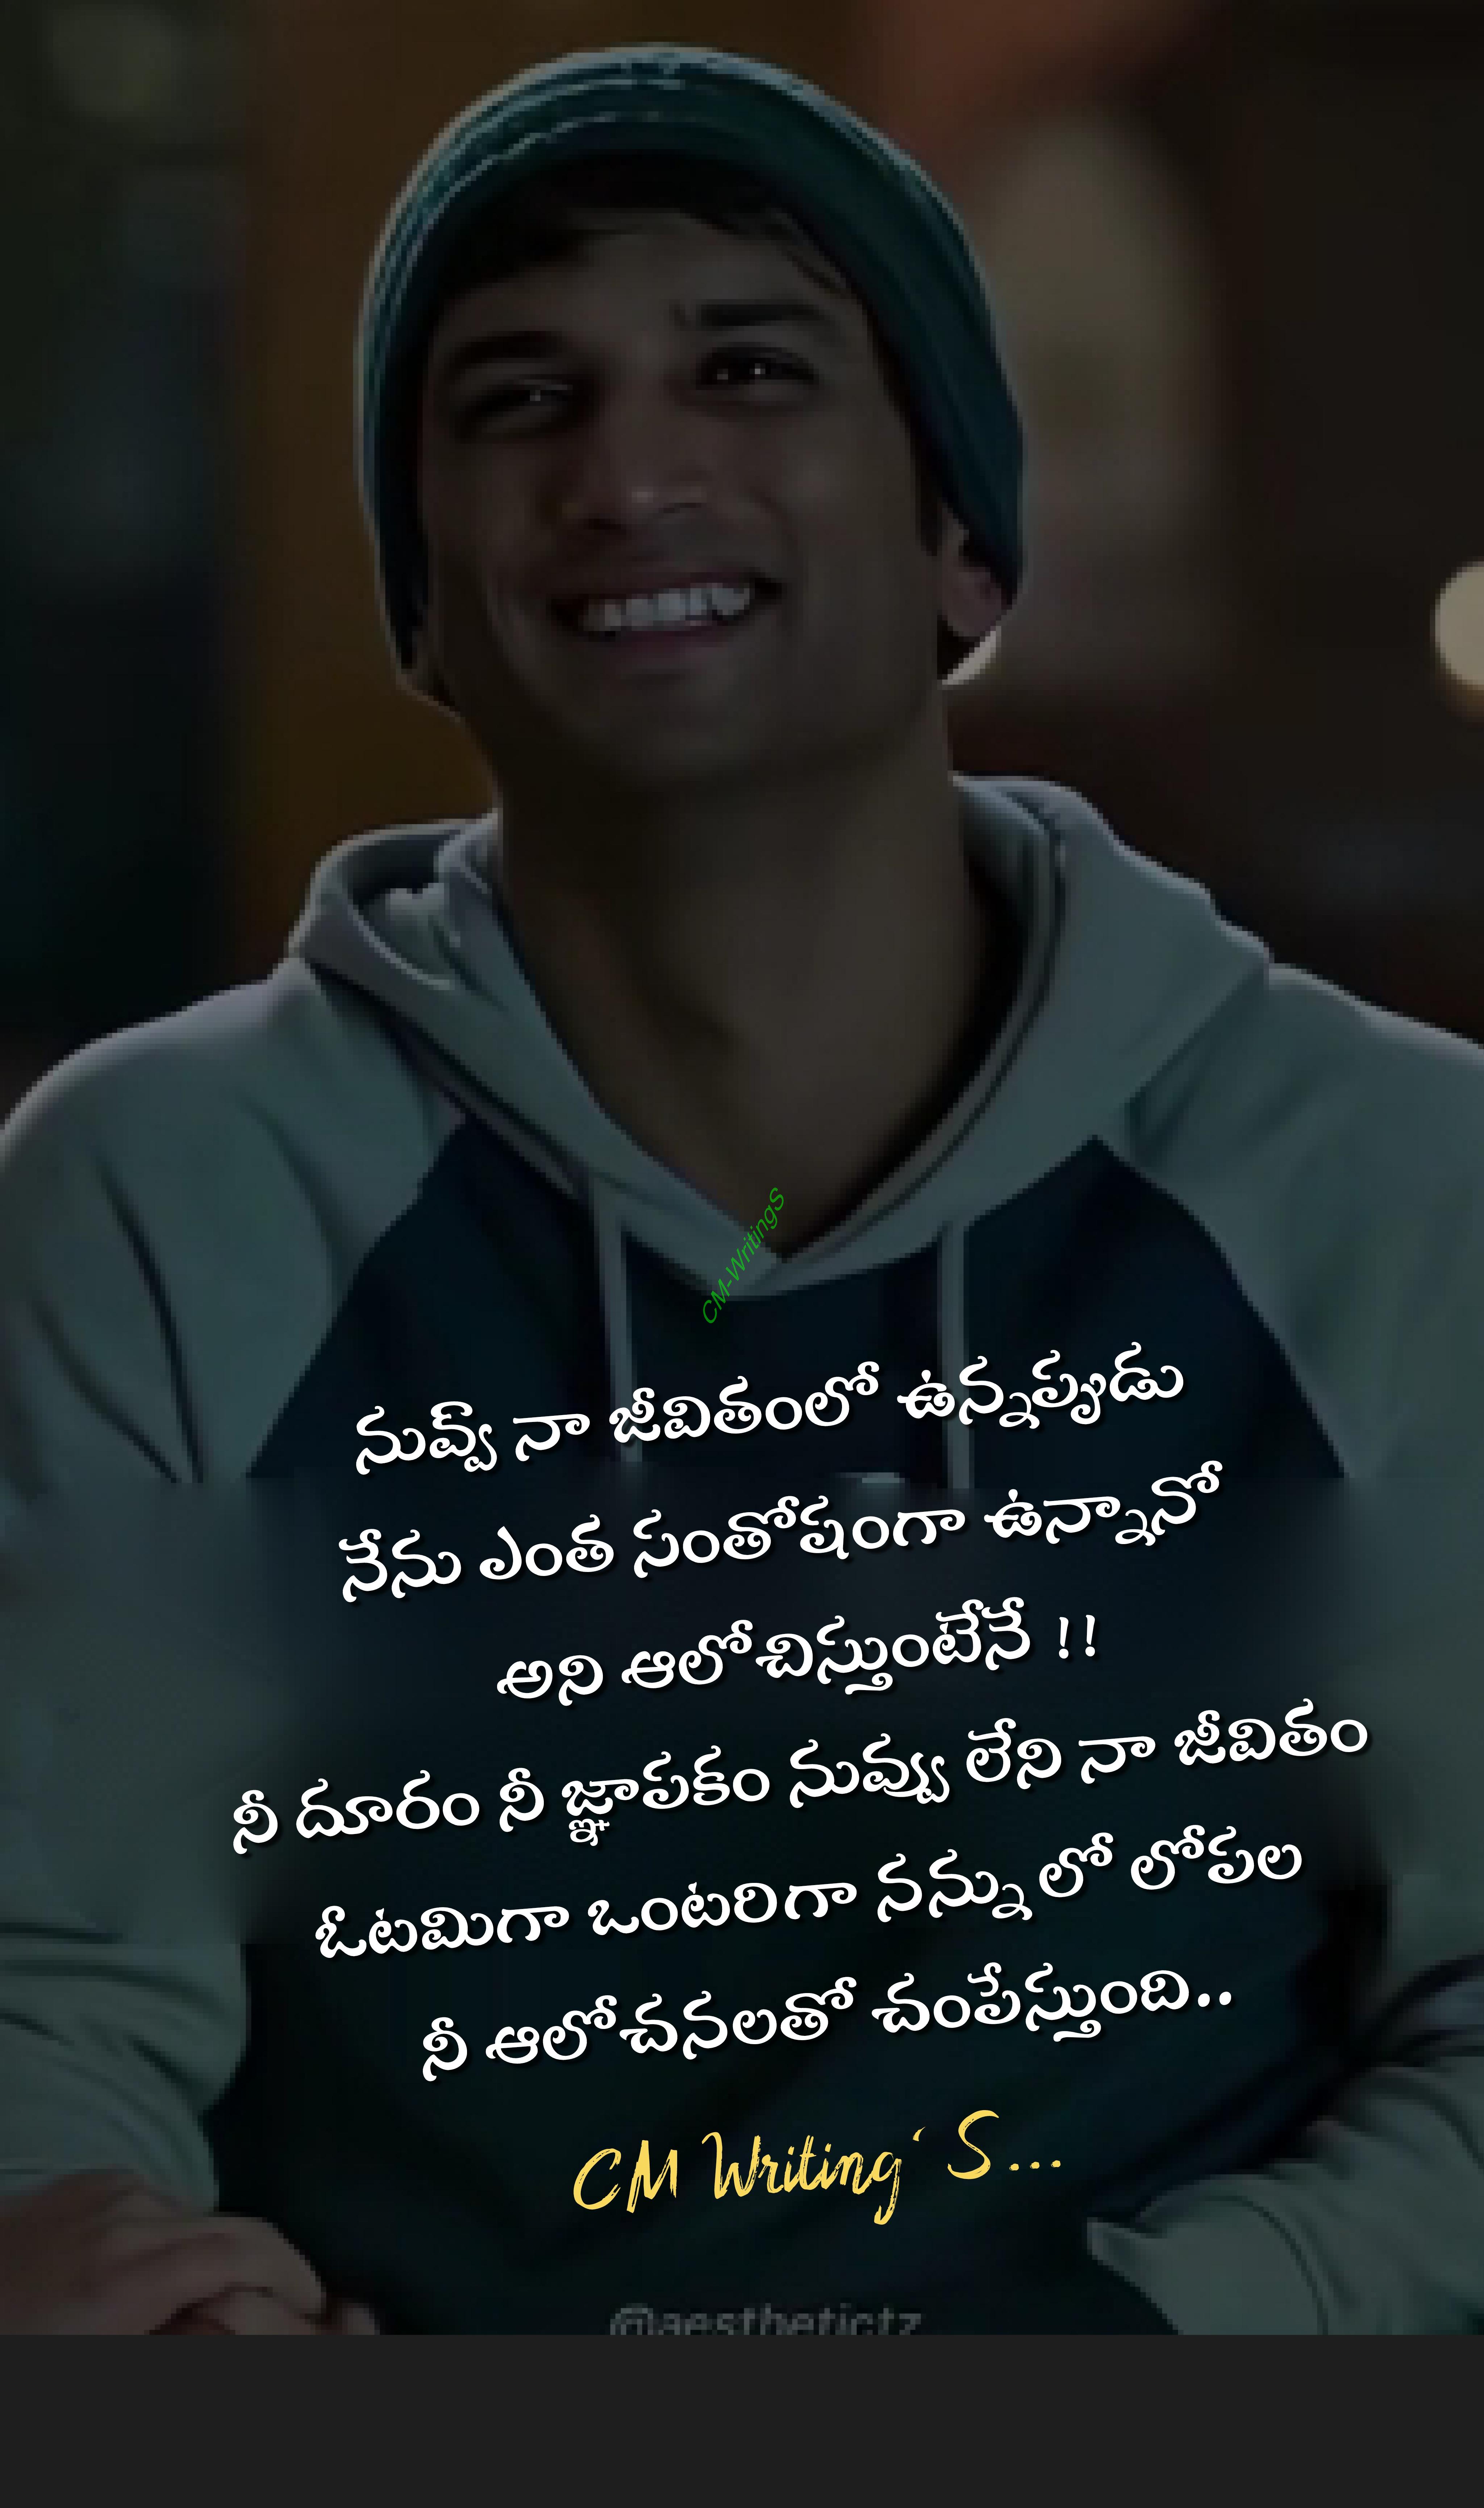 CM-WritingS
నువ్వ్ నా జీవితంలో ఉన్నప్పుడు
నేను ఎంత సంతోషంగా ఉన్నానో
అని ఆలోచిస్తుంటేనే !!
నీ దూరం నీ జ్ఞాపకం నువ్వు లేని నా జీవితం
ఓటమిగా ఒంటరిగా నన్ను లో లోపల
నీ ఆలోచనలతో చంపేస్తుంది..
CM Writing‘ S...
@aesthetictz